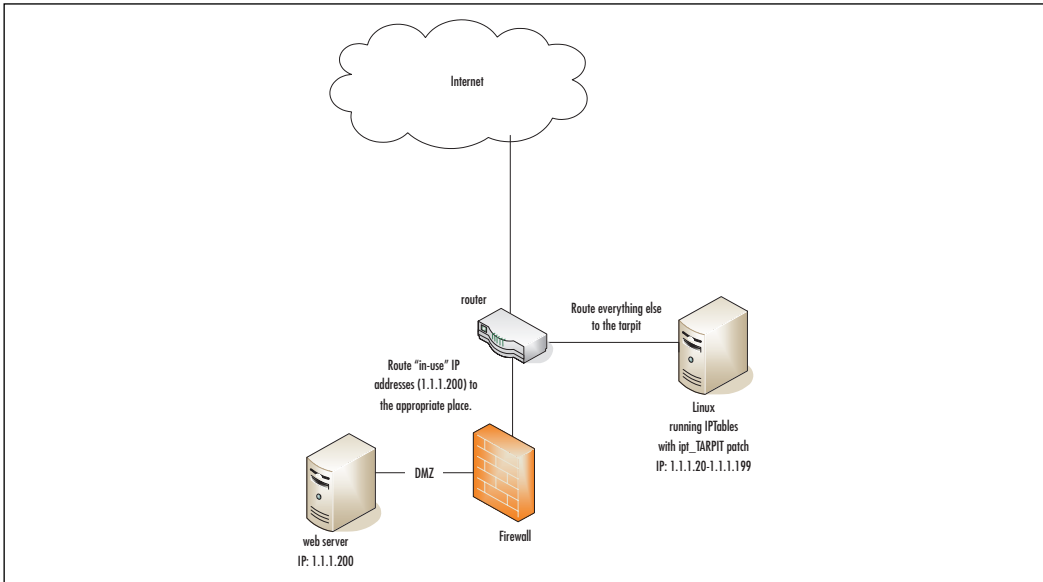 Internet
router
Route everything else
to the tarpit
Route “in-use” IP
addresses (1.1.1.200) to
the appropriate place.
Linux
running IPTables
with ipt_TARPIT patch
IP: 1.1.1.20-1.1.1.199
DMZ
Firewall
web server
IP: 1.1.1.200